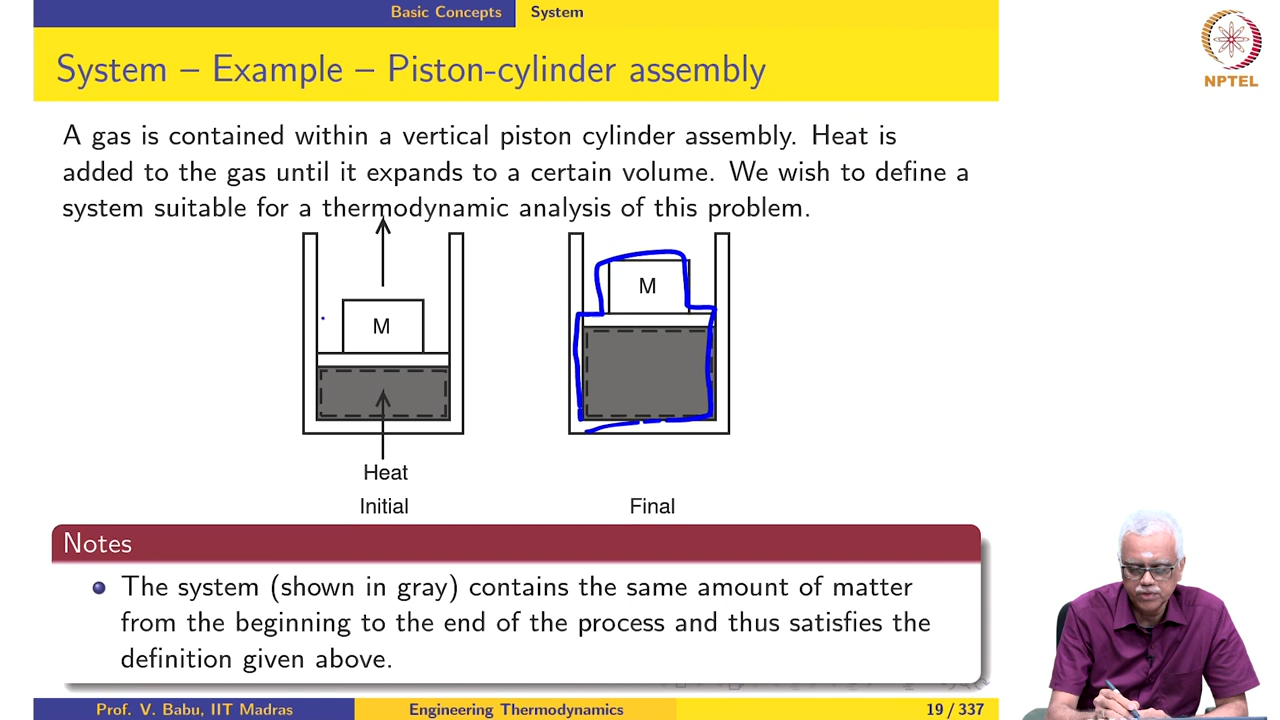 Basic Concepts System
NPTEL
System – Example – Piston-cylinder assembly
A gas is contained within a vertical piston cylinder assembly. Heat is
added to the gas until it expands to a certain volume. We wish to define a
system suitable for a thermodynamic analysis of this problem.
M
M
Heat
Initial
Final
Notes
The system (shown in gray) contains the same amount of matter
from the beginning to the end of the process and thus satisfies the
definition given above.
Prof. V. Babu, IIT Madras Engineering Thermodynamics 19 / 337